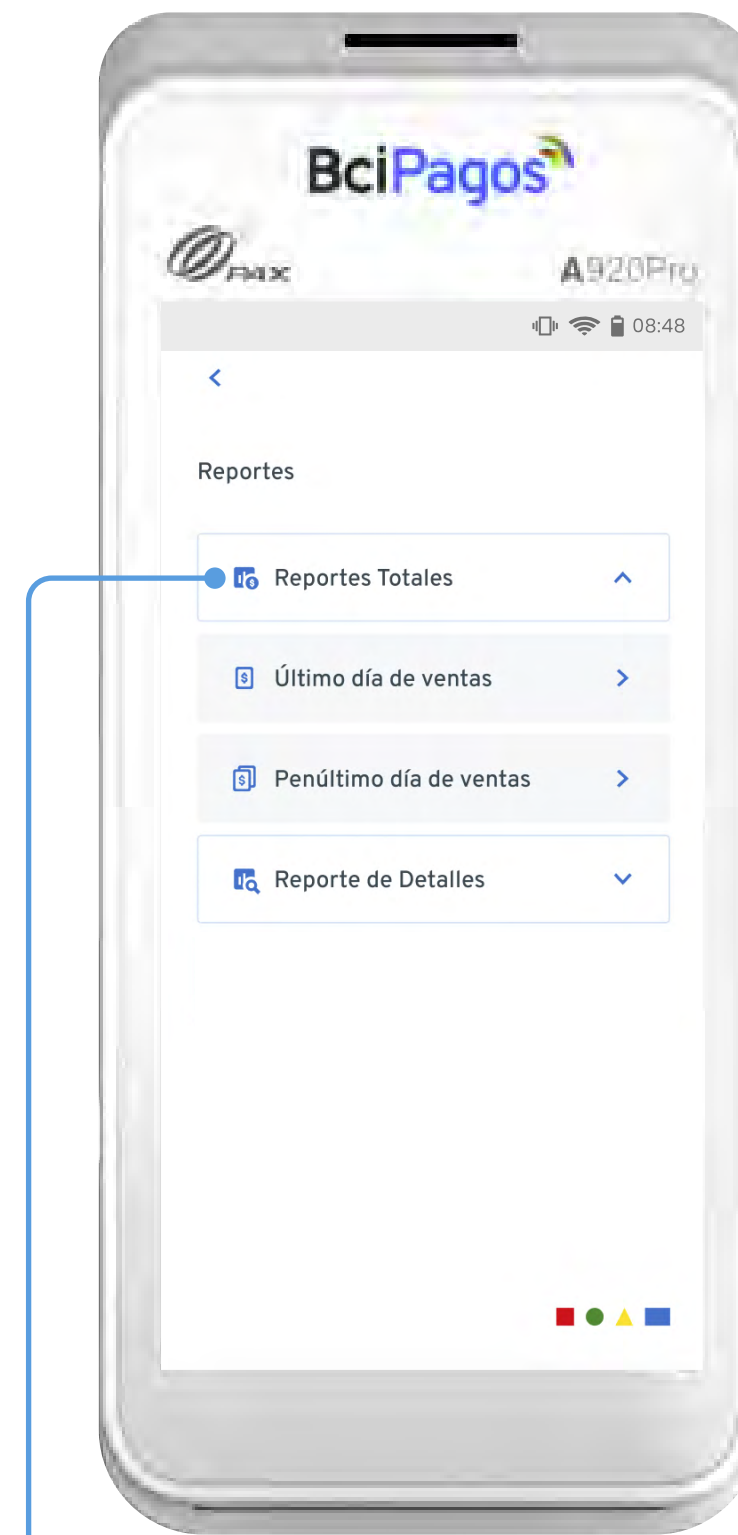 BciPagos
PAX
A920Pro
08:48
Reportes
Reportes Totales
Último día de ventas
Penúltimo día de ventas
Reporte de Detalles